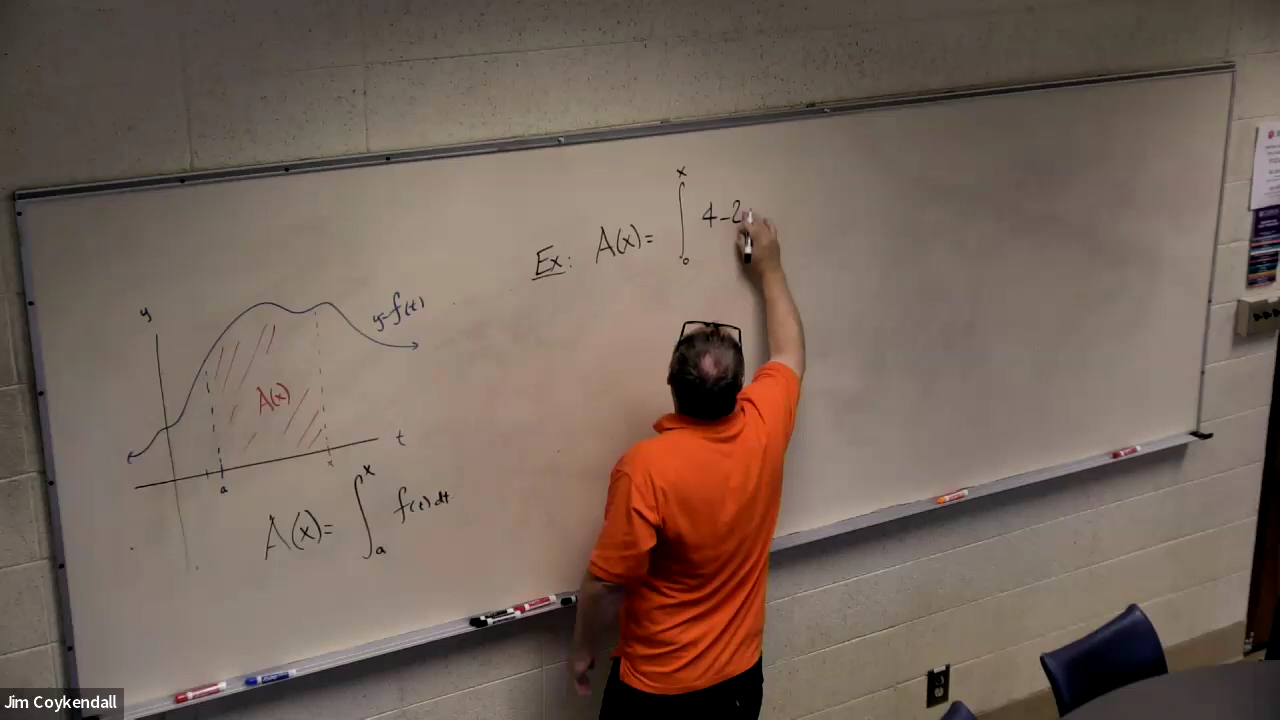 y
y=f(t)
A(x)
t
a
x
A(x)= ∫ₐˣ f(t) dt
Ex: A(x)= ∫₀ˣ 4-2
Jim Coykendall